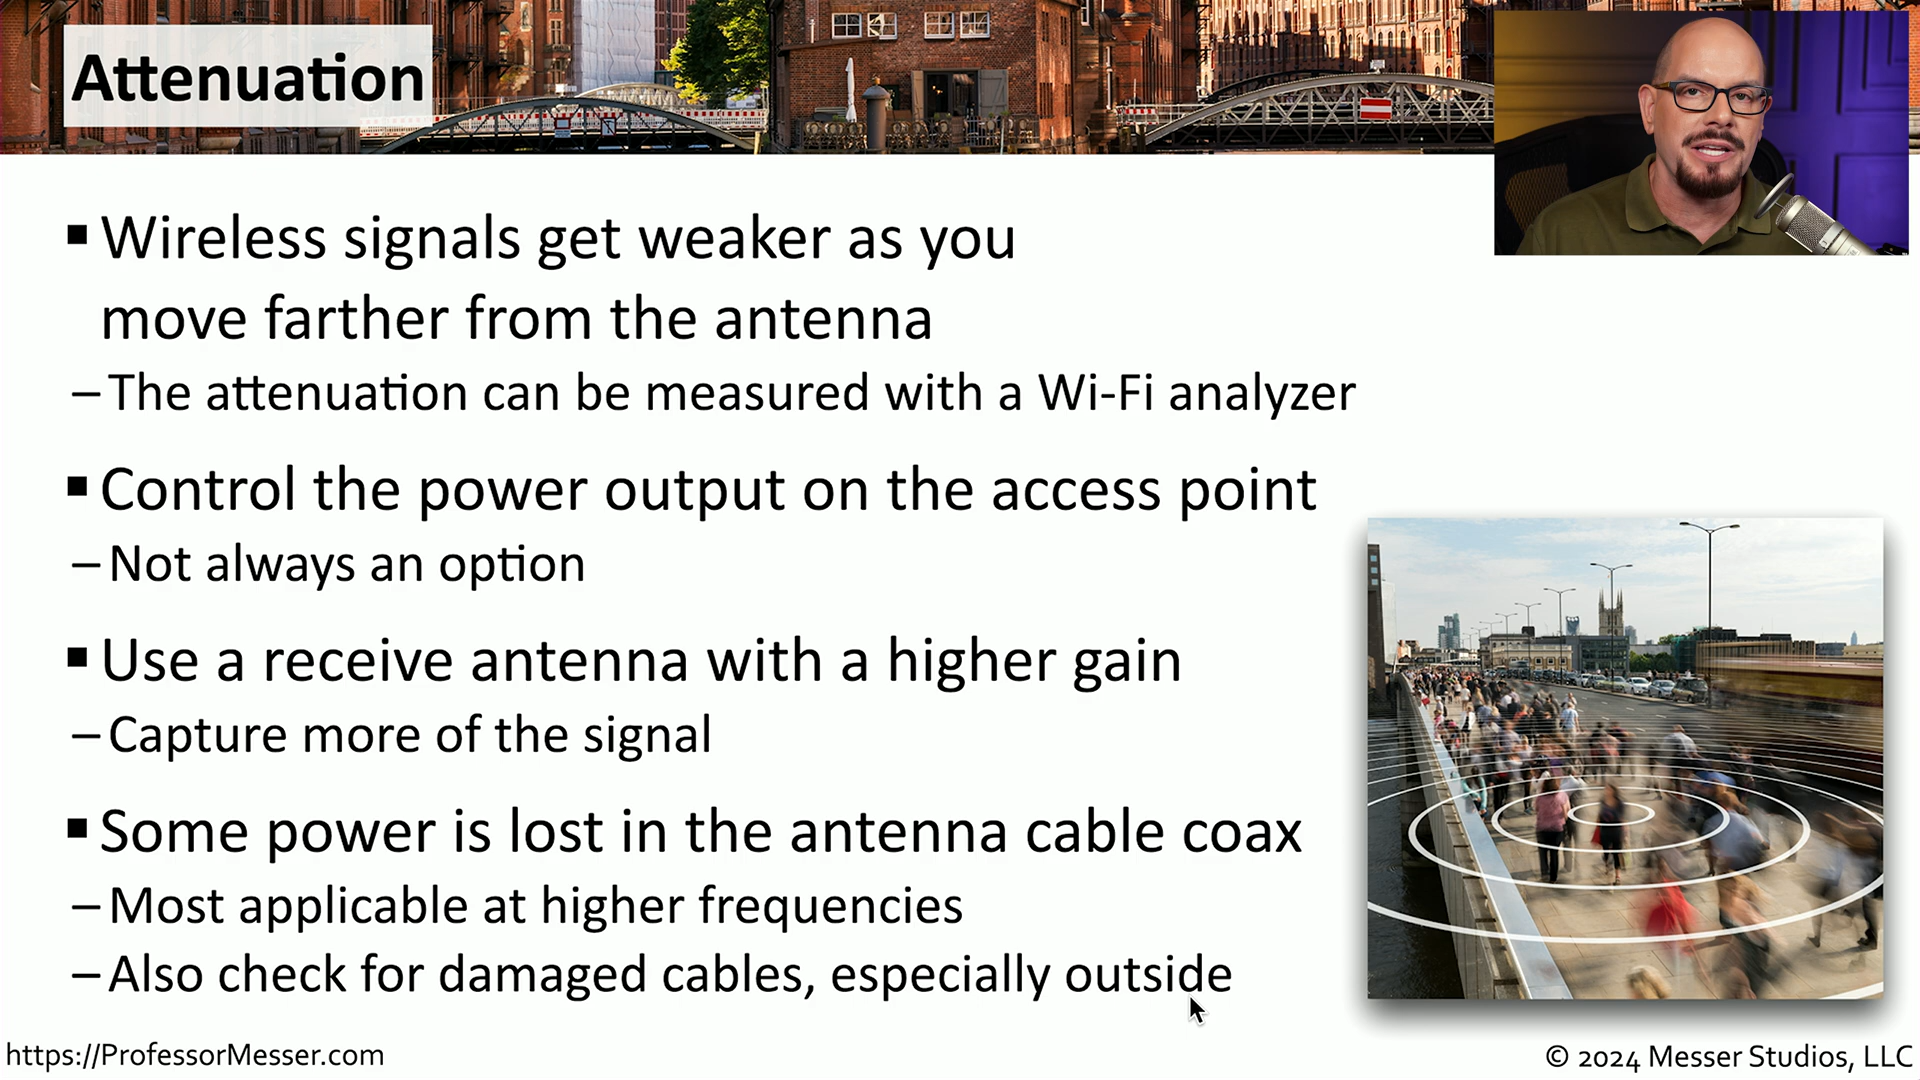 Attenuation
▪ Wireless signals get weaker as you
move farther from the antenna
– The attenuation can be measured with a Wi-Fi analyzer
▪ Control the power output on the access point
– Not always an option
▪ Use a receive antenna with a higher gain
– Capture more of the signal
▪ Some power is lost in the antenna cable coax
– Most applicable at higher frequencies
– Also check for damaged cables, especially outside
https://ProfessorMesser.com
© 2024 Messer Studios, LLC